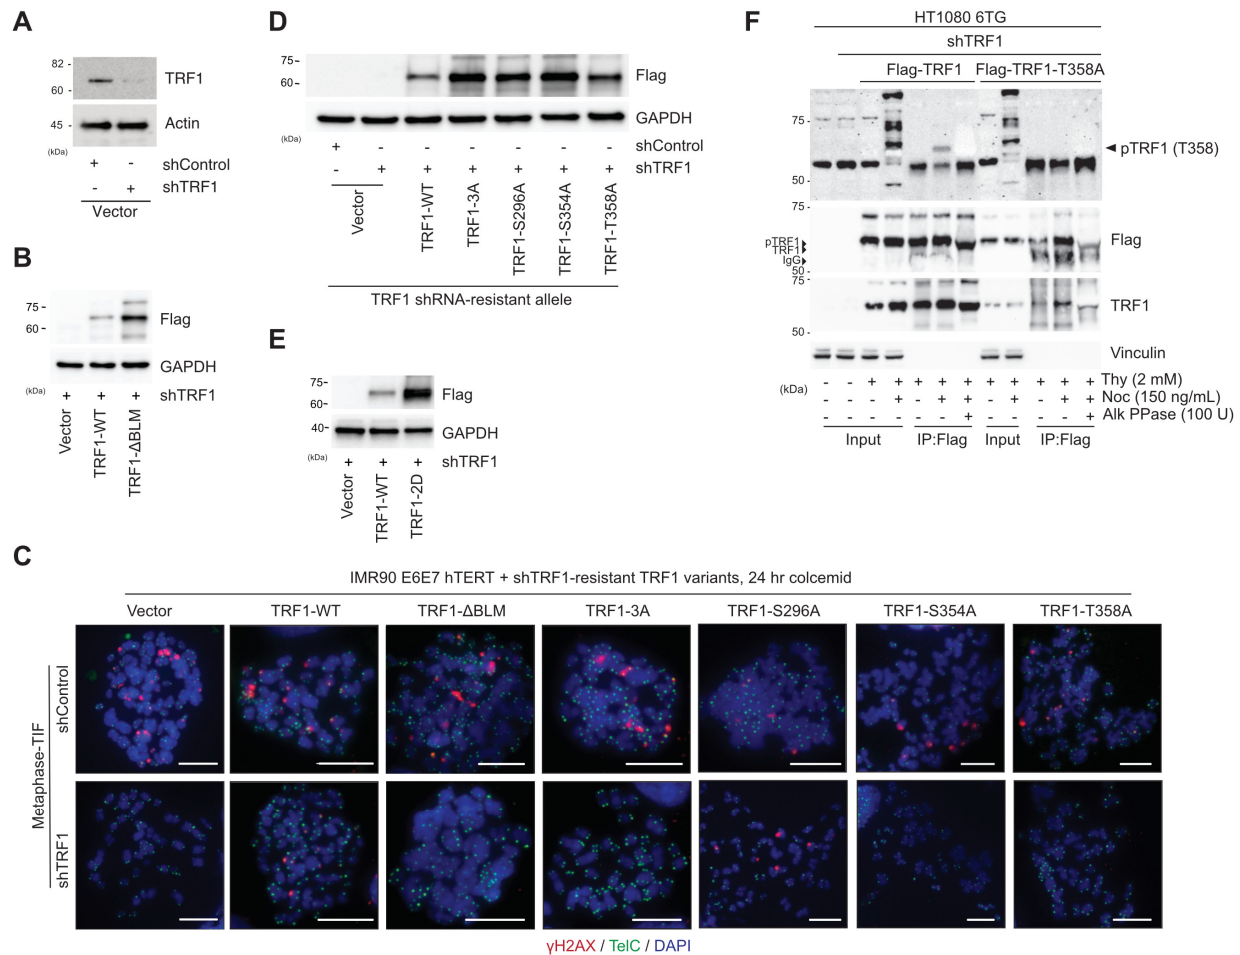 A
82 -
60 -
TRF1
45 -
Actin
(kDa)
+ - shControl
- + shTRF1
Vector
B
75 -
60 -
Flag
GAPDH
(kDa)
+ + + shTRF1
Vector
TRF1-WT
TRF1-ΔBLM
D
75-
60-
Flag
GAPDH
(kDa)
+ - - - - - - shControl
- + + + + + + shTRF1
Vector
TRF1-WT
TRF1-3A
TRF1-S296A
TRF1-S354A
TRF1-T358A
TRF1 shRNA-resistant allele
E
75-
60-
Flag
40-
GAPDH
(kDa)
+ + + shTRF1
Vector
TRF1-WT
TRF1-2D
F
HT1080 6TG
shTRF1
Flag-TRF1 Flag-TRF1-T358A
75 -
50 -
pTRF1 (T358)
75 -
pTRF1
TRF1
IgG
50 -
Flag
50 -
TRF1
Vinculin
(kDa)
- - + + + + + + + + + + Thy (2 mM)
+ + + + + + Noc (150 ng/mL)
+ + Alk PPase (100 U)
Input IP:Flag Input IP:Flag
C
IMR90 E6E7 hTERT + shTRF1-resistant TRF1 variants, 24 hr colcemid
Vector TRF1-WT TRF1-ΔBLM TRF1-3A TRF1-S296A TRF1-S354A TRF1-T358A
Metaphase-TIF
shControl
shTRF1
γH2AX / TelC / DAPI